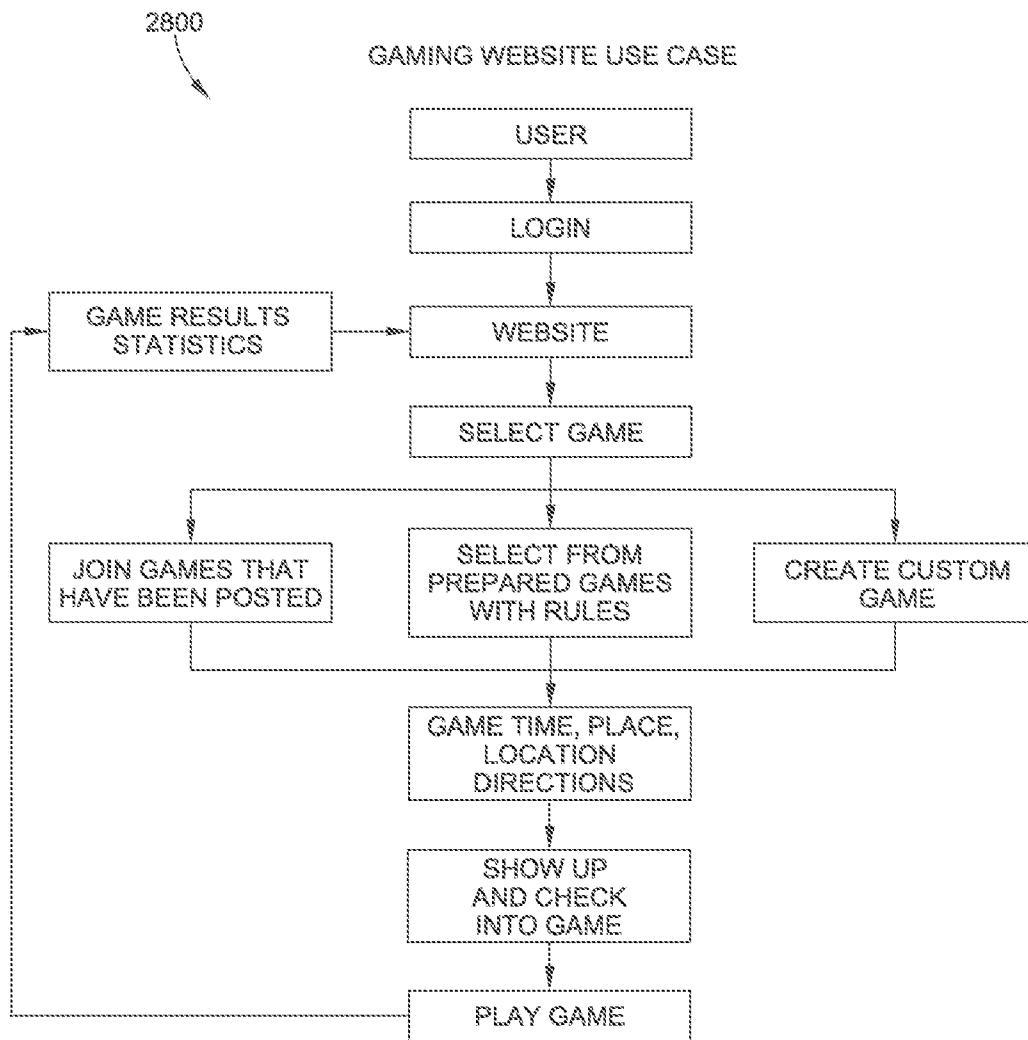 2800
GAMING WEBSITE USE CASE
USER
LOGIN
GAME RESULTS
STATISTICS
WEBSITE
SELECT GAME
JOIN GAMES THAT
HAVE BEEN POSTED
SELECT FROM
PREPARED GAMES
WITH RULES
CREATE CUSTOM
GAME
GAME TIME, PLACE,
LOCATION
DIRECTIONS
SHOW UP
AND CHECK
INTO GAME
PLAY GAME